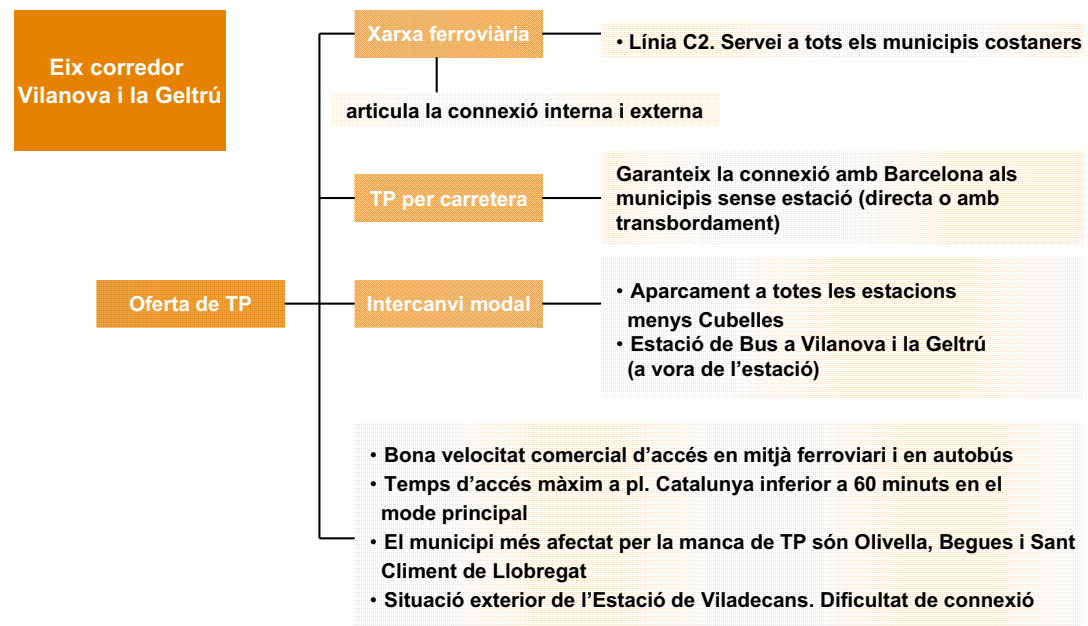 Eix corredor
Vilanova i la Geltrú
Xarxa ferroviària
• Línia C2. Servei a tots els municipis costaners
articula la connexió interna i externa
TP per carretera
Garanteix la connexió amb Barcelona als
municipis sense estació (directa o amb
transbordament)
Oferta de TP
Intercanvi modal
• Aparcament a totes les estacions
menys Cubelles
• Estació de Bus a Vilanova i la Geltrú
(a vora de l’estació)
• Bona velocitat comercial d’accés en mitjà ferroviari i en autobús
• Temps d’accés màxim a pl. Catalunya inferior a 60 minuts en el
mode principal
• El municipi més afectat per la manca de TP són Olivella, Begues i Sant
Climent de Llobregat
• Situació exterior de l’Estació de Viladecans. Dificultat de connexió